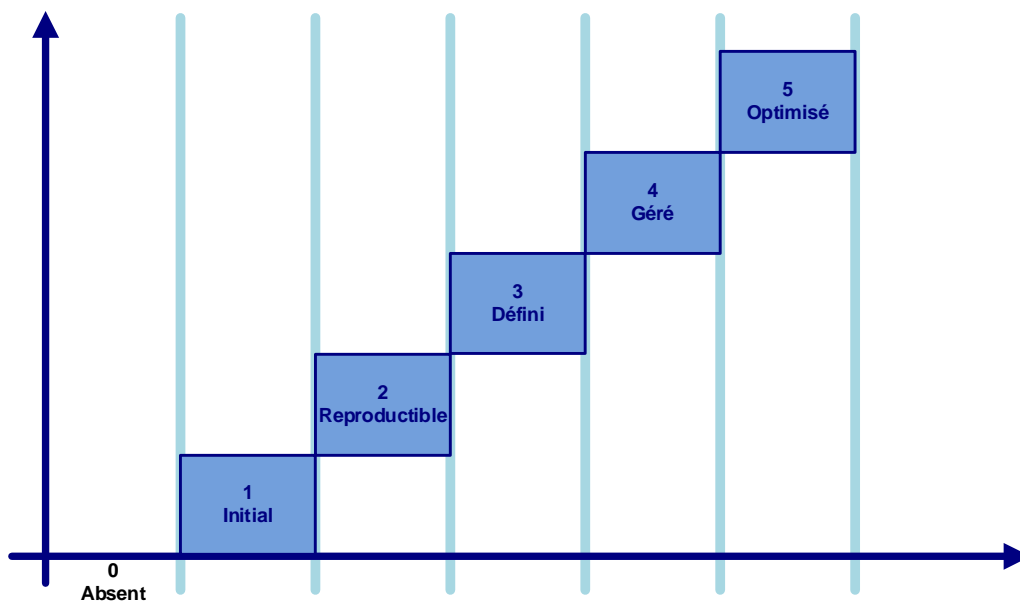 5
Optimisé
4
Géré
3
Défini
2
Reproductible
1
Initial
0
Absent